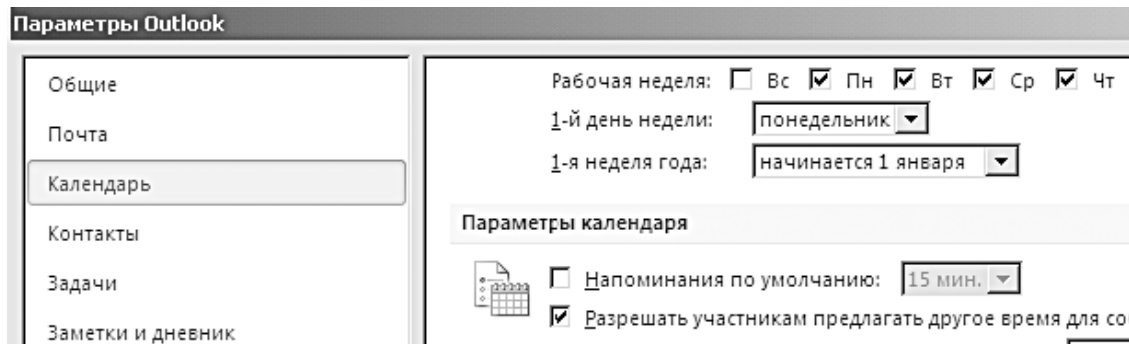 Параметры Outlook
Общие
Почта
Календарь
Контакты
Задачи
Заметки и дневник
Рабочая неделя: Вс Пн Вт Ср Чт
1-й день недели: понедельник
1-я неделя года: начинается 1 января
Параметры календаря
Напоминания по умолчанию: 15 мин.
Разрешать участникам предлагать другое время для